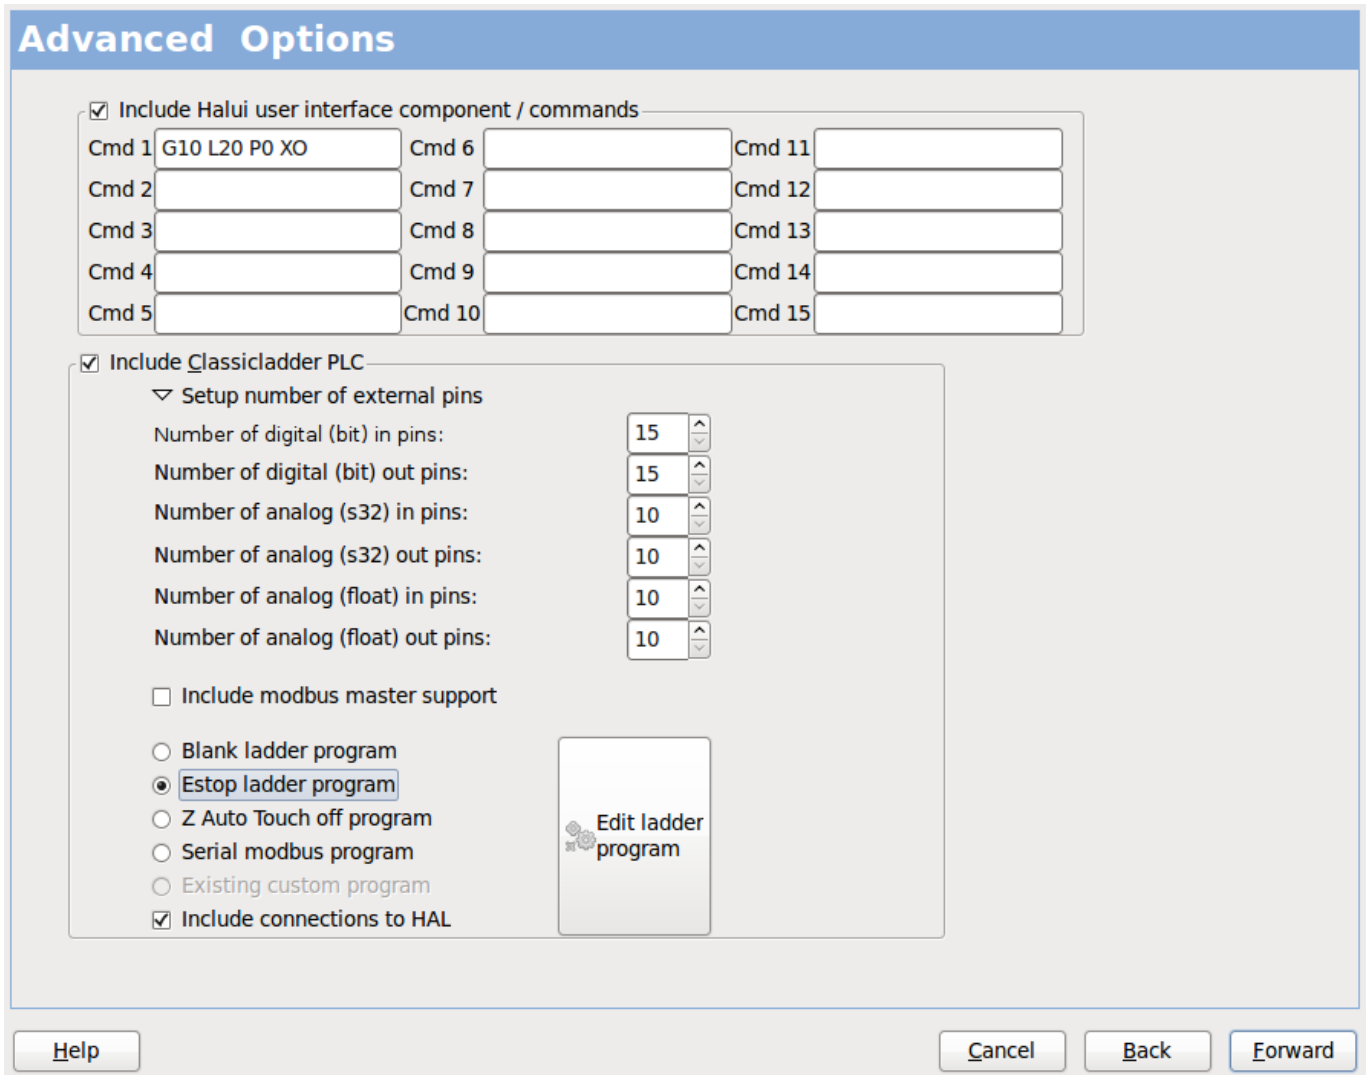 Advanced Options
Include Halui user interface component / commands
Cmd 1 G10 L20 P0 XO Cmd 6 Cmd 11
Cmd 2 Cmd 7 Cmd 12
Cmd 3 Cmd 8 Cmd 13
Cmd 4 Cmd 9 Cmd 14
Cmd 5 Cmd 10 Cmd 15
Include Classicladder PLC
Setup number of external pins
Number of digital (bit) in pins: 15
Number of digital (bit) out pins: 15
Number of analog (s32) in pins: 10
Number of analog (s32) out pins: 10
Number of analog (float) in pins: 10
Number of analog (float) out pins: 10
Include modbus master support
Blank ladder program
Estop ladder program
Z Auto Touch off program
Serial modbus program
Existing custom program
Include connections to HAL
Edit ladder
program
Help Cancel Back Forward